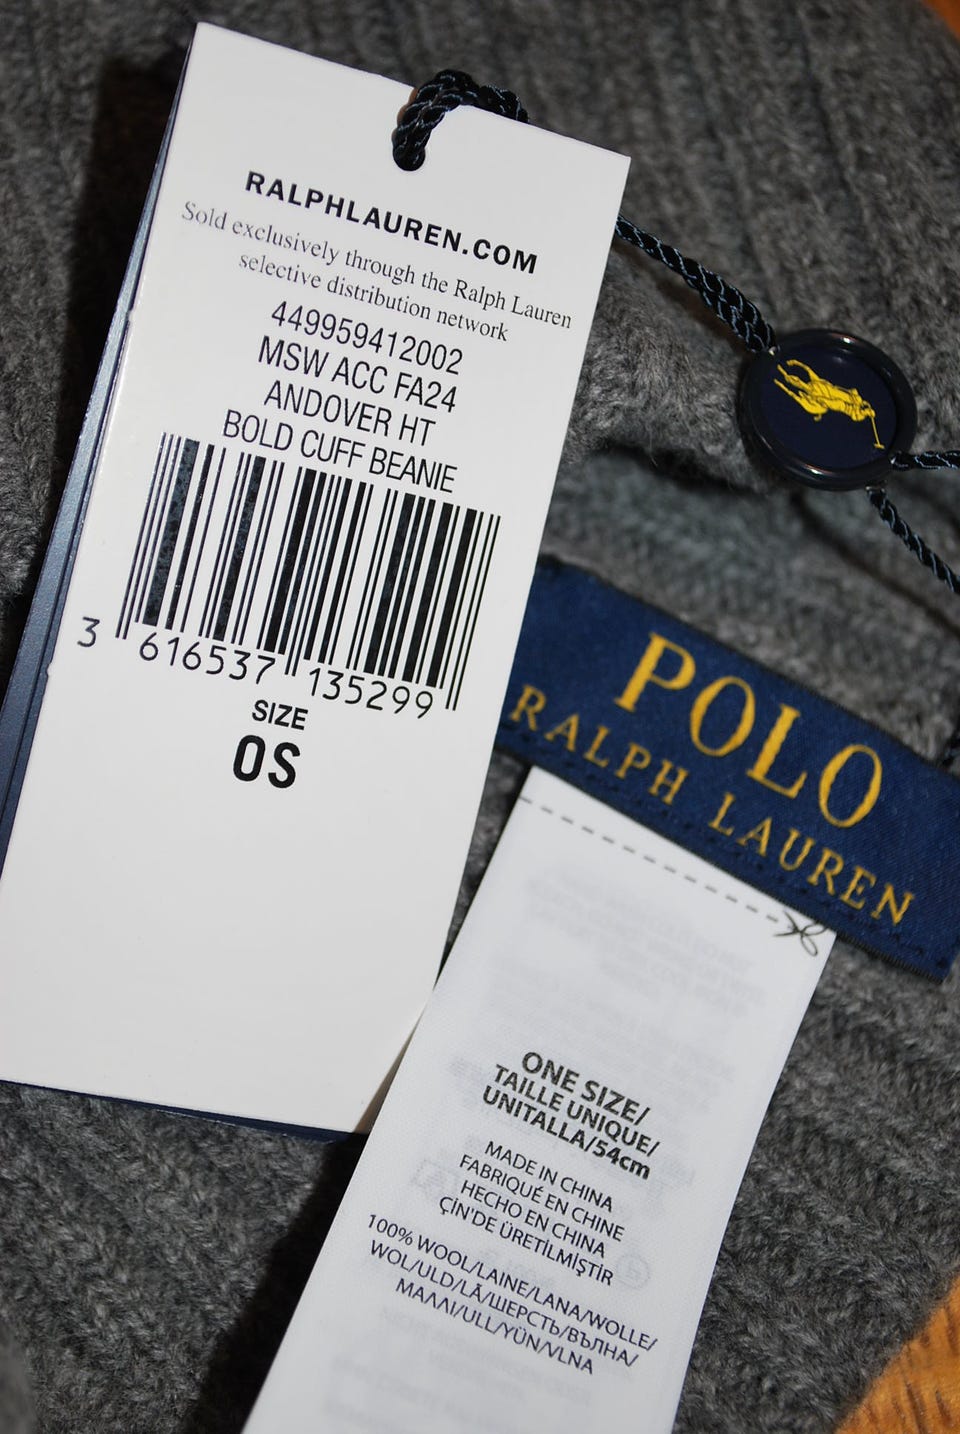 RALPHLAUREN.COM
Sold exclusively through the Ralph Lauren
selective distribution network
449959412002
MSW ACC FA24
ANDOVER HT
BOLD CUFF BEANIE
3 616537 135299
SIZE
OS
POLO
RALPH LAUREN
ONE SIZE/
TAILLE UNIQUE/
UNITALLA/54cm
MADE IN CHINA
FABRIQUÉ EN CHINE
HECHO EN CHINA
ÇİN'DE ÜRETİLMİŞTİR
100% WOOL/LAINE/LANA/WOLLE/
WOL/ULD/LÃ/ШЕРСТЬ/ВЪЛНА/
ΜΑΛΛΙ/ULL/YÜN/VLNA